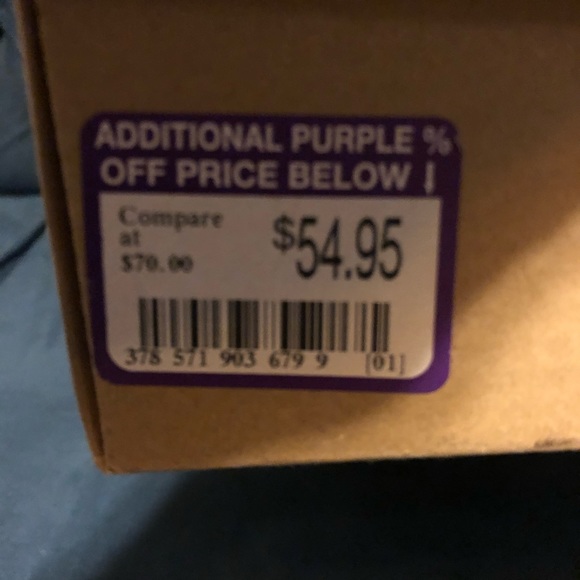 ADDITIONAL PURPLE %
OFF PRICE BELOW ↓
Compare
at
$70.00
$54.95
378 571 903 679 9 [01]